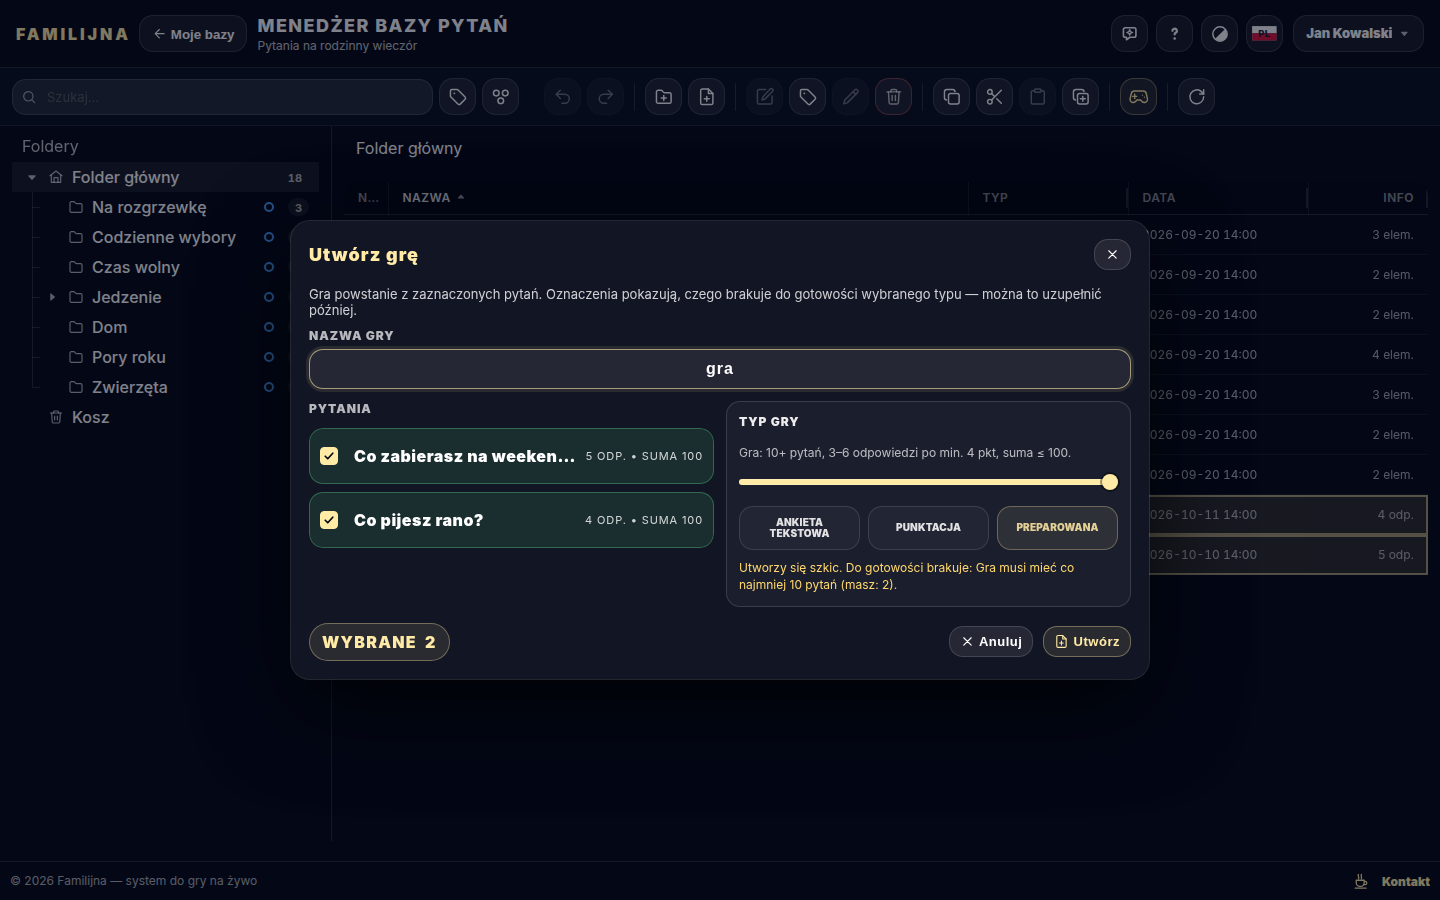 FAMILIJNA
Moje bazy
MENEDŻER BAZY PYTAŃ
Pytania na rodzinny wieczór
?
PL
Jan Kowalski
Szukaj...
Foldery
Folder główny 18
Na rozgrzewkę 3
Codzienne wybory
Czas wolny
Jedzenie
Dom
Pory roku
Zwierzęta
Kosz
Folder główny
N... NAZWA TYP DATA INFO
026-09-20 14:00 3 elem.
026-09-20 14:00 2 elem.
026-09-20 14:00 2 elem.
026-09-20 14:00 4 elem.
026-09-20 14:00 3 elem.
026-09-20 14:00 2 elem.
026-09-20 14:00 2 elem.
026-10-11 14:00 4 odp.
026-10-10 14:00 5 odp.
Utwórz grę
Gra powstanie z zaznaczonych pytań. Oznaczenia pokazują, czego brakuje do gotowości wybranego typu — można to uzupełnić
później.
NAZWA GRY
gra
PYTANIA
Co zabierasz na weeken... 5 ODP. • SUMA 100
Co pijesz rano? 4 ODP. • SUMA 100
TYP GRY
Gra: 10+ pytań, 3–6 odpowiedzi po min. 4 pkt, suma ≤ 100.
ANKIETA
TEKSTOWA
PUNKTACJA
PREPAROWANA
Utworzy się szkic. Do gotowości brakuje: Gra musi mieć co
najmniej 10 pytań (masz: 2).
WYBRANE 2
Anuluj
Utwórz
© 2026 Familijna — system do gry na żywo
Kontakt